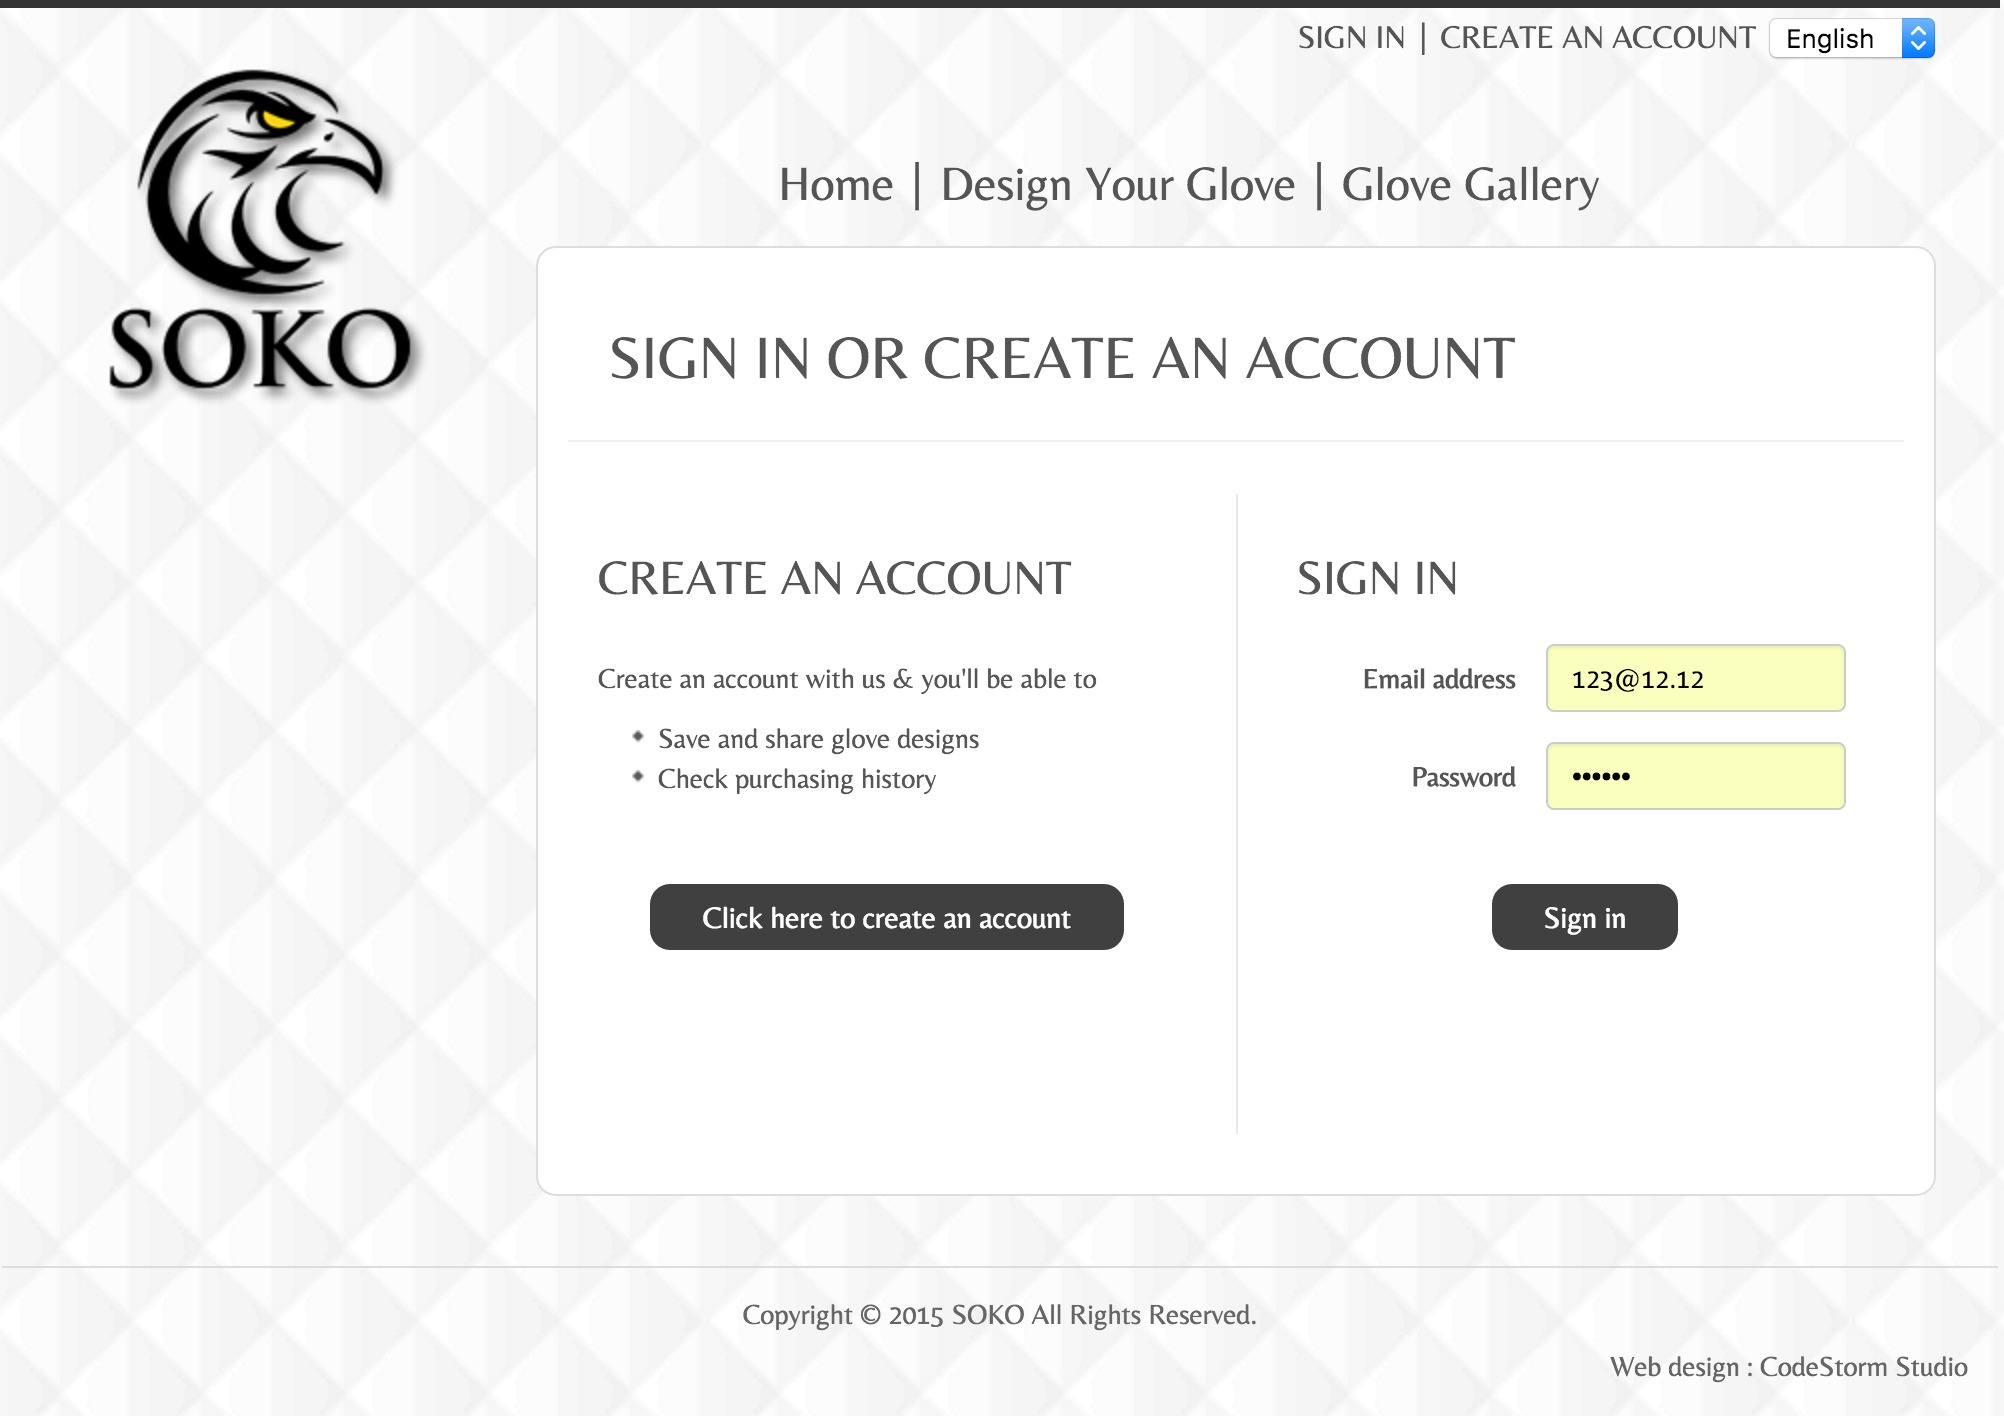 SIGN IN | CREATE AN ACCOUNT English
SOKO
Home | Design Your Glove | Glove Gallery
SIGN IN OR CREATE AN ACCOUNT
CREATE AN ACCOUNT
Create an account with us & you'll be able to
Save and share glove designs
Check purchasing history
Click here to create an account
SIGN IN
Email address 123@12.12
Password ••••••
Sign in
Copyright © 2015 SOKO All Rights Reserved.
Web design : CodeStorm Studio